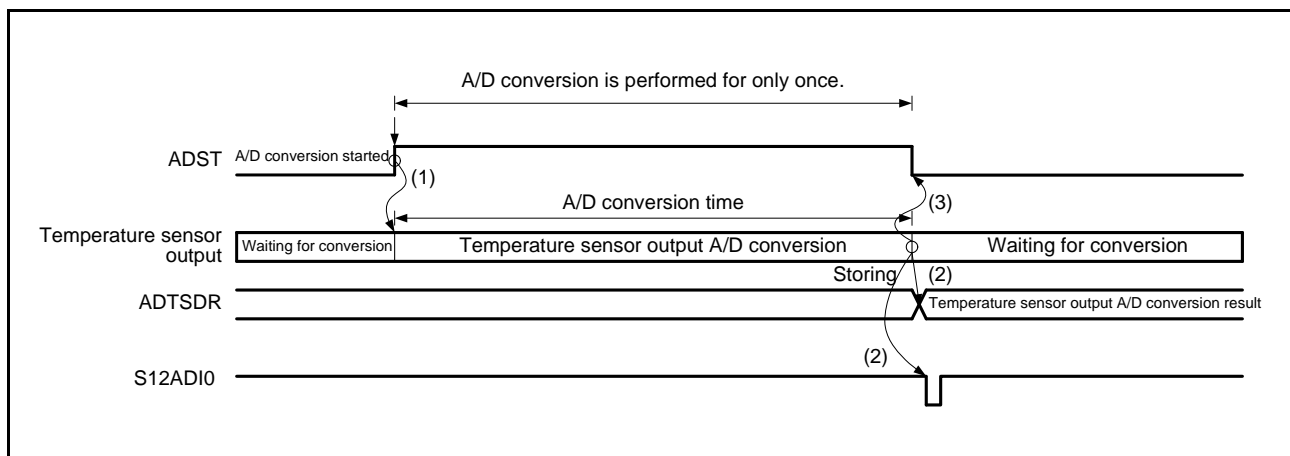 A/D conversion is performed for only once.
ADST
A/D conversion started
(1)
(3)
A/D conversion time
Temperature sensor
output
Waiting for conversion
Temperature sensor output A/D conversion
Waiting for conversion
Storing
(2)
ADTSDR
Temperature sensor output A/D conversion result
(2)
S12ADI0